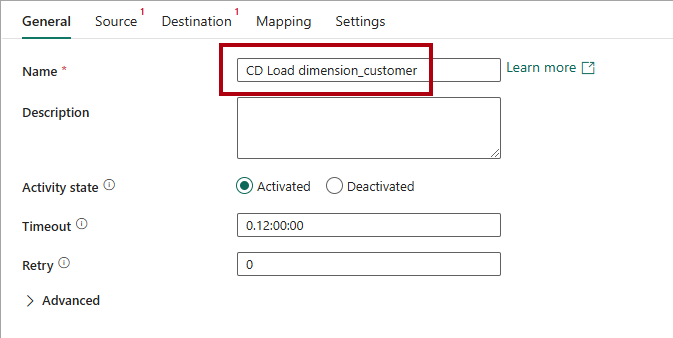 General Source 1 Destination 1 Mapping Settings
Name * CD Load dimension_customer Learn more
Description
Activity state Activated Deactivated
Timeout 0.12:00:00
Retry 0
Advanced